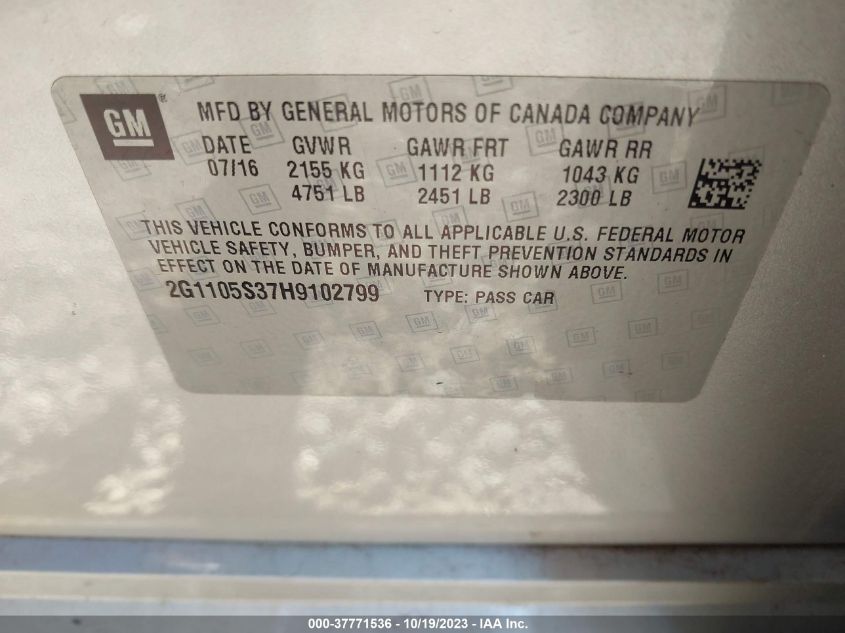 GM ®
MFD BY GENERAL MOTORS OF CANADA COMPANY
DATE GVWR GAWR FRT GAWR RR
07/16 2155 KG 1112 KG 1043 KG
4751 LB 2451 LB 2300 LB
THIS VEHICLE CONFORMS TO ALL APPLICABLE U.S. FEDERAL MOTOR
VEHICLE SAFETY, BUMPER, AND THEFT PREVENTION STANDARDS IN
EFFECT ON THE DATE OF MANUFACTURE SHOWN ABOVE.
2G1105S37H9102799 TYPE: PASS CAR
000-37771536 - 10/19/2023 - IAA Inc.